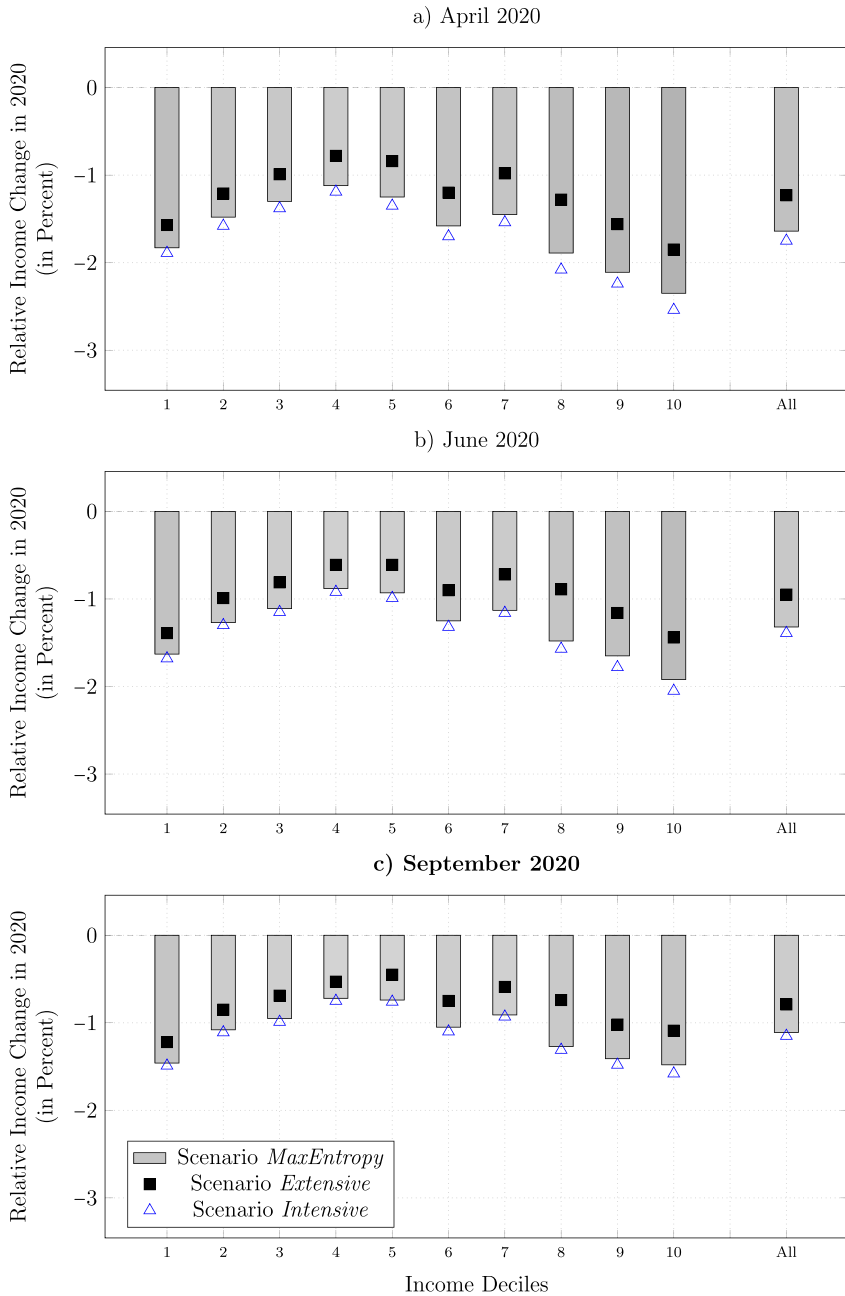 a) April 2020
Relative Income Change in 2020
(in Percent)
0
−1
−2
−3
1 2 3 4 5 6 7 8 9 10 All
b) June 2020
Relative Income Change in 2020
(in Percent)
0
−1
−2
−3
1 2 3 4 5 6 7 8 9 10 All
c) September 2020
Relative Income Change in 2020
(in Percent)
0
−1
−2
−3
Scenario MaxEntropy
Scenario Extensive
Scenario Intensive
1 2 3 4 5 6 7 8 9 10 All
Income Deciles